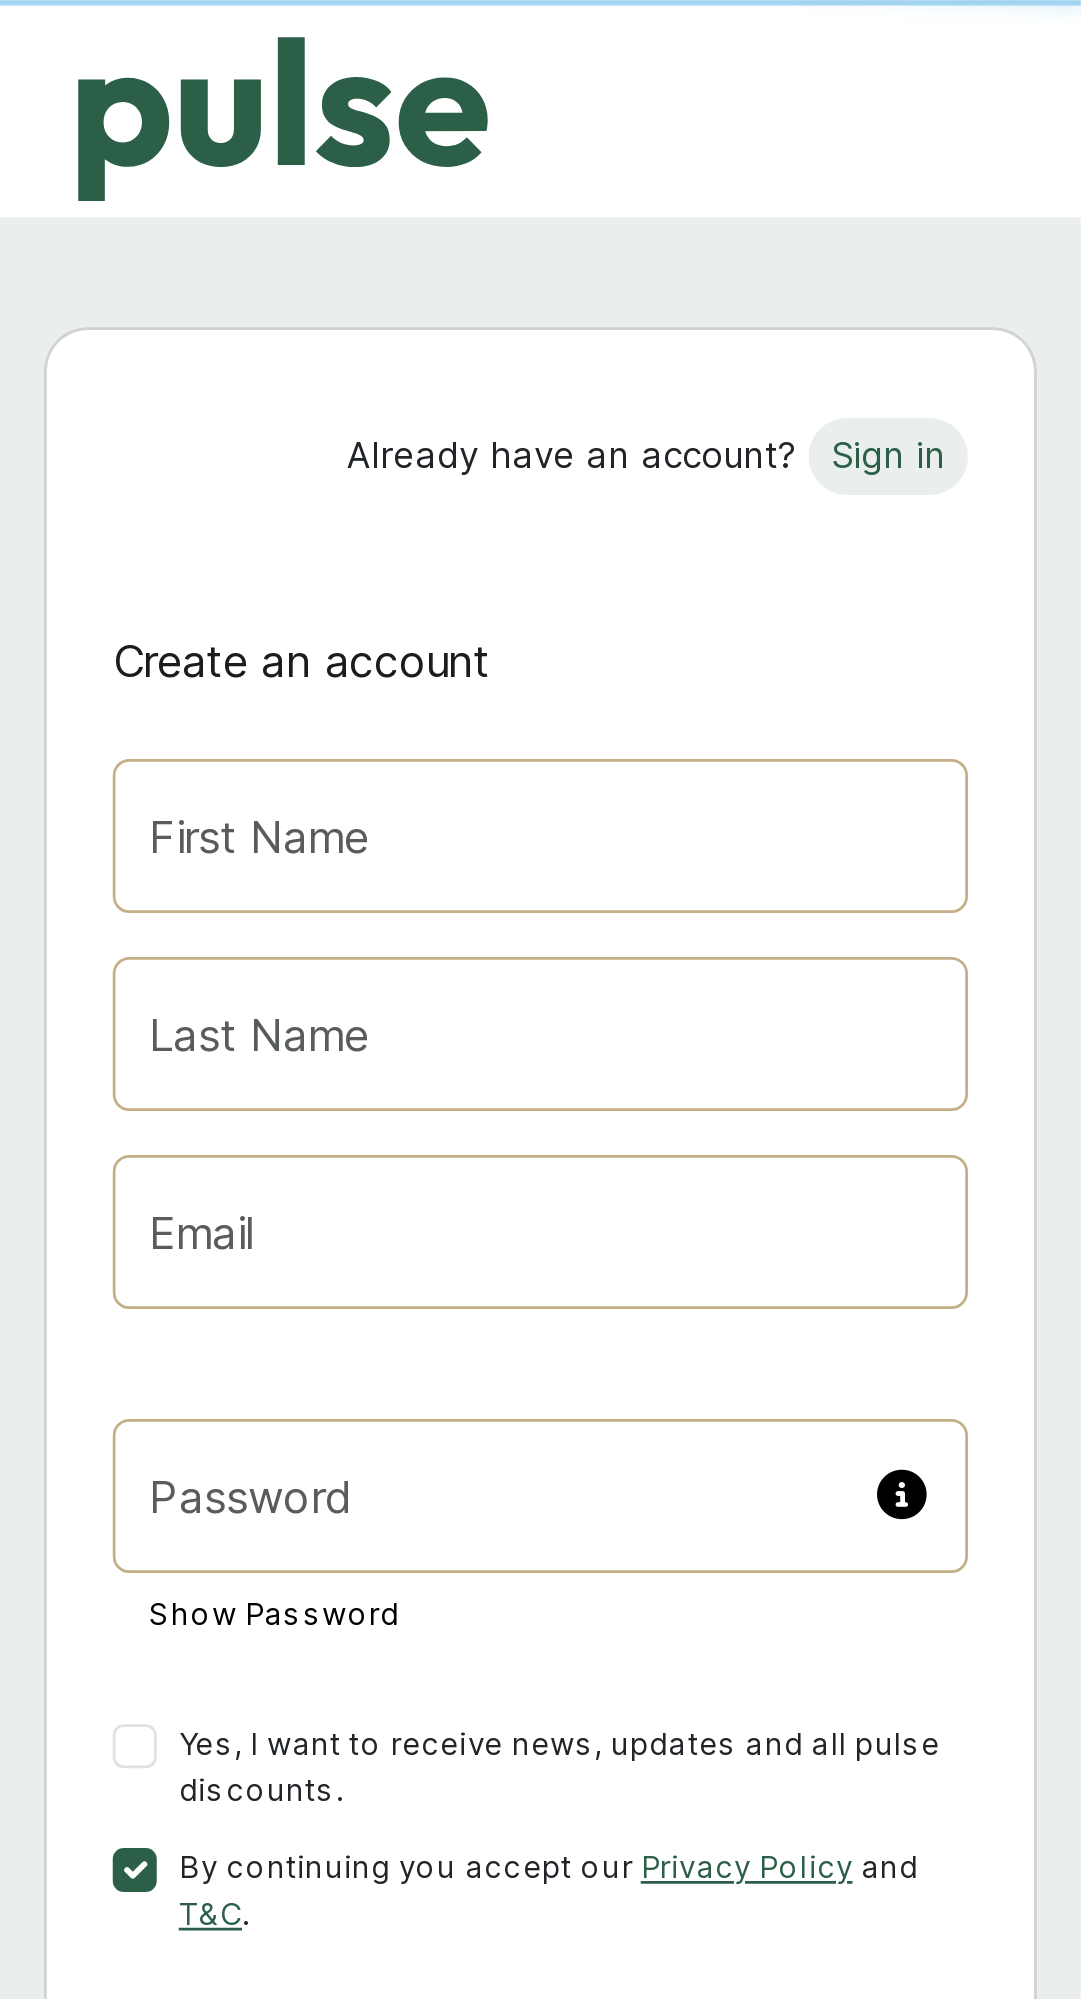 pulse
Already have an account? Sign in
Create an account
First Name
Last Name
Email
Password
Show Password
Yes, I want to receive news, updates and all pulse
discounts.
By continuing you accept our Privacy Policy and
T&C.